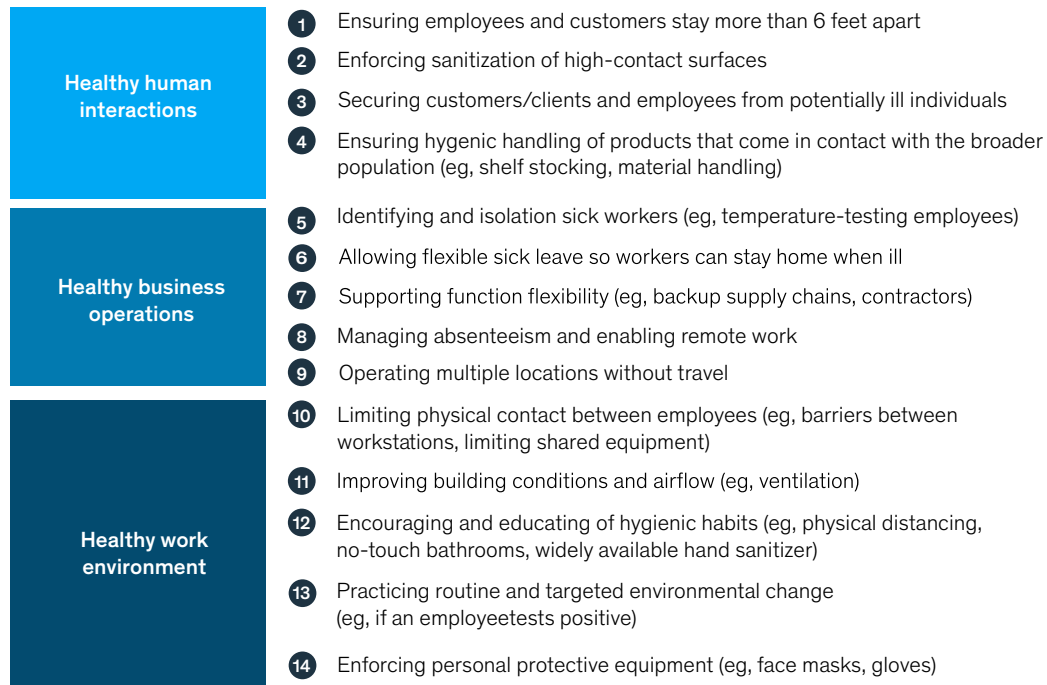 Healthy human
interactions
1 Ensuring employees and customers stay more than 6 feet apart
2 Enforcing sanitization of high-contact surfaces
3 Securing customers/clients and employees from potentially ill individuals
4 Ensuring hygenic handling of products that come in contact with the broader
population (eg, shelf stocking, material handling)
Healthy business
operations
5 Identifying and isolation sick workers (eg, temperature-testing employees)
6 Allowing flexible sick leave so workers can stay home when ill
7 Supporting function flexibility (eg, backup supply chains, contractors)
8 Managing absenteeism and enabling remote work
9 Operating multiple locations without travel
Healthy work
environment
10 Limiting physical contact between employees (eg, barriers between
workstations, limiting shared equipment)
11 Improving building conditions and airflow (eg, ventilation)
12 Encouraging and educating of hygienic habits (eg, physical distancing,
no-touch bathrooms, widely available hand sanitizer)
13 Practicing routine and targeted environmental change
(eg, if an employeetests positive)
14 Enforcing personal protective equipment (eg, face masks, gloves)